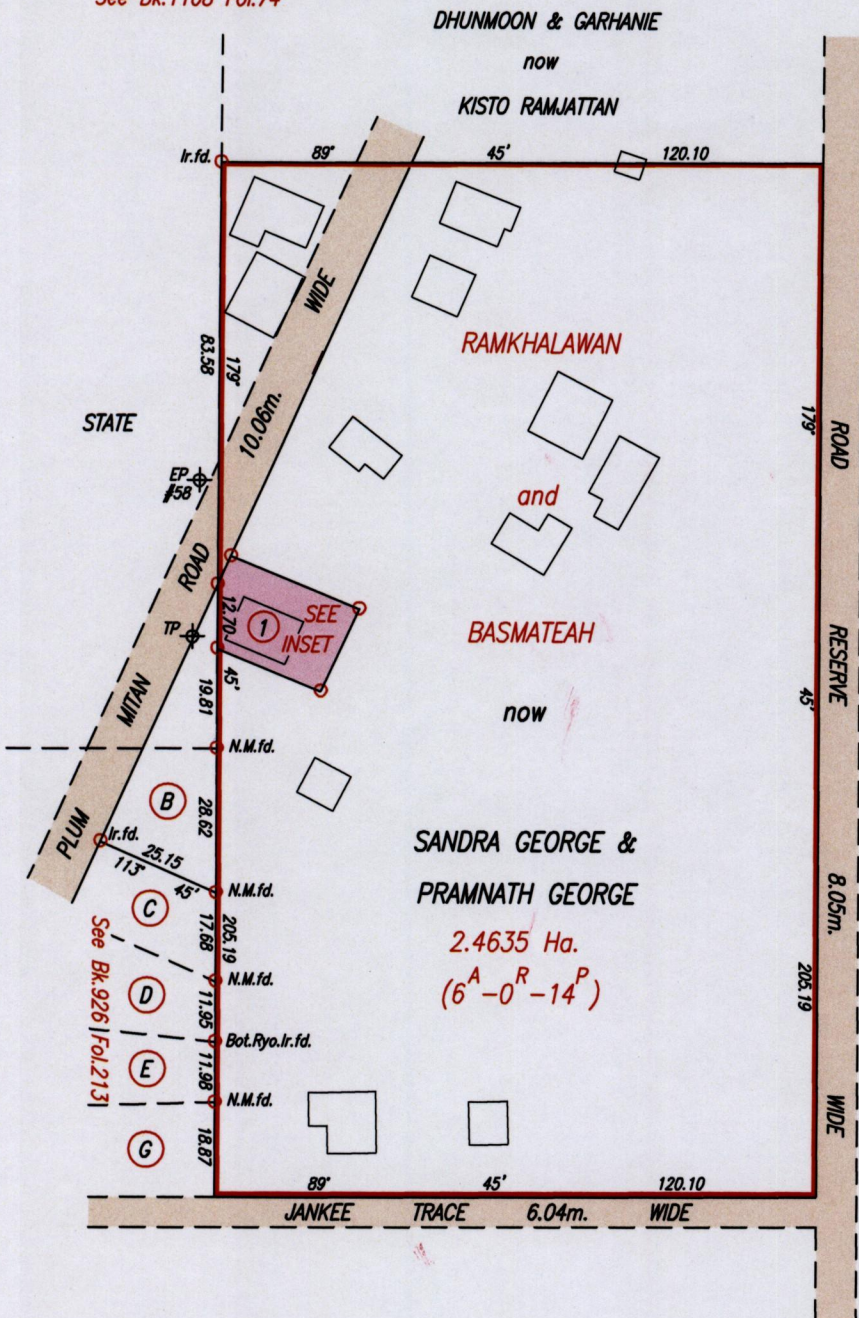 See Bk.1168 Fol.74
DHUNMOON & GARHANIE
now
KISTO RAMJATTAN
Ir.fd.
89° 45' 120.10
WIDE
RAMKHALAWAN
83.58
179°
10.06m.
STATE
179°
ROAD
EP
#58
and
ROAD
SEE
12.70
1
INSET
TP
BASMATEAH
RESERVE
45'
19.81
MITAN
45'
now
N.M.fd.
B
28.62
PLUM
Ir.fd.
25.15
113° 45'
SANDRA GEORGE &
PRAMNATH GEORGE
8.05m.
N.M.fd.
C
17.68
205.19
2.4635 Ha.
(6A-0R-14P)
205.19
See Bk.926 Fol.213
N.M.fd.
D
11.95
Bot.Ryo.Ir.fd.
E
11.98
N.M.fd.
WIDE
G
18.87
89° 45' 120.10
JANKEE TRACE 6.04m. WIDE